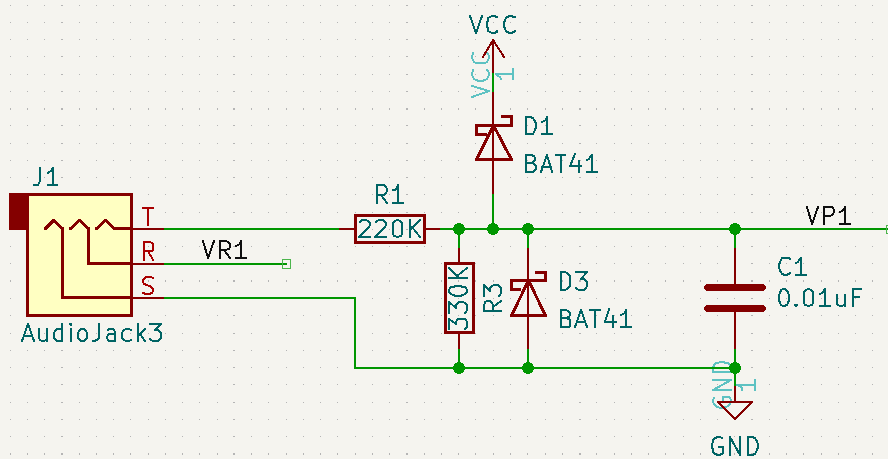 VCC
VCC
1
D1
BAT41
J1
R1
T
220K
VP1
R
VR1
S
330K
R3
D3
BAT41
C1
0.01uF
AudioJack3
GND
1
GND